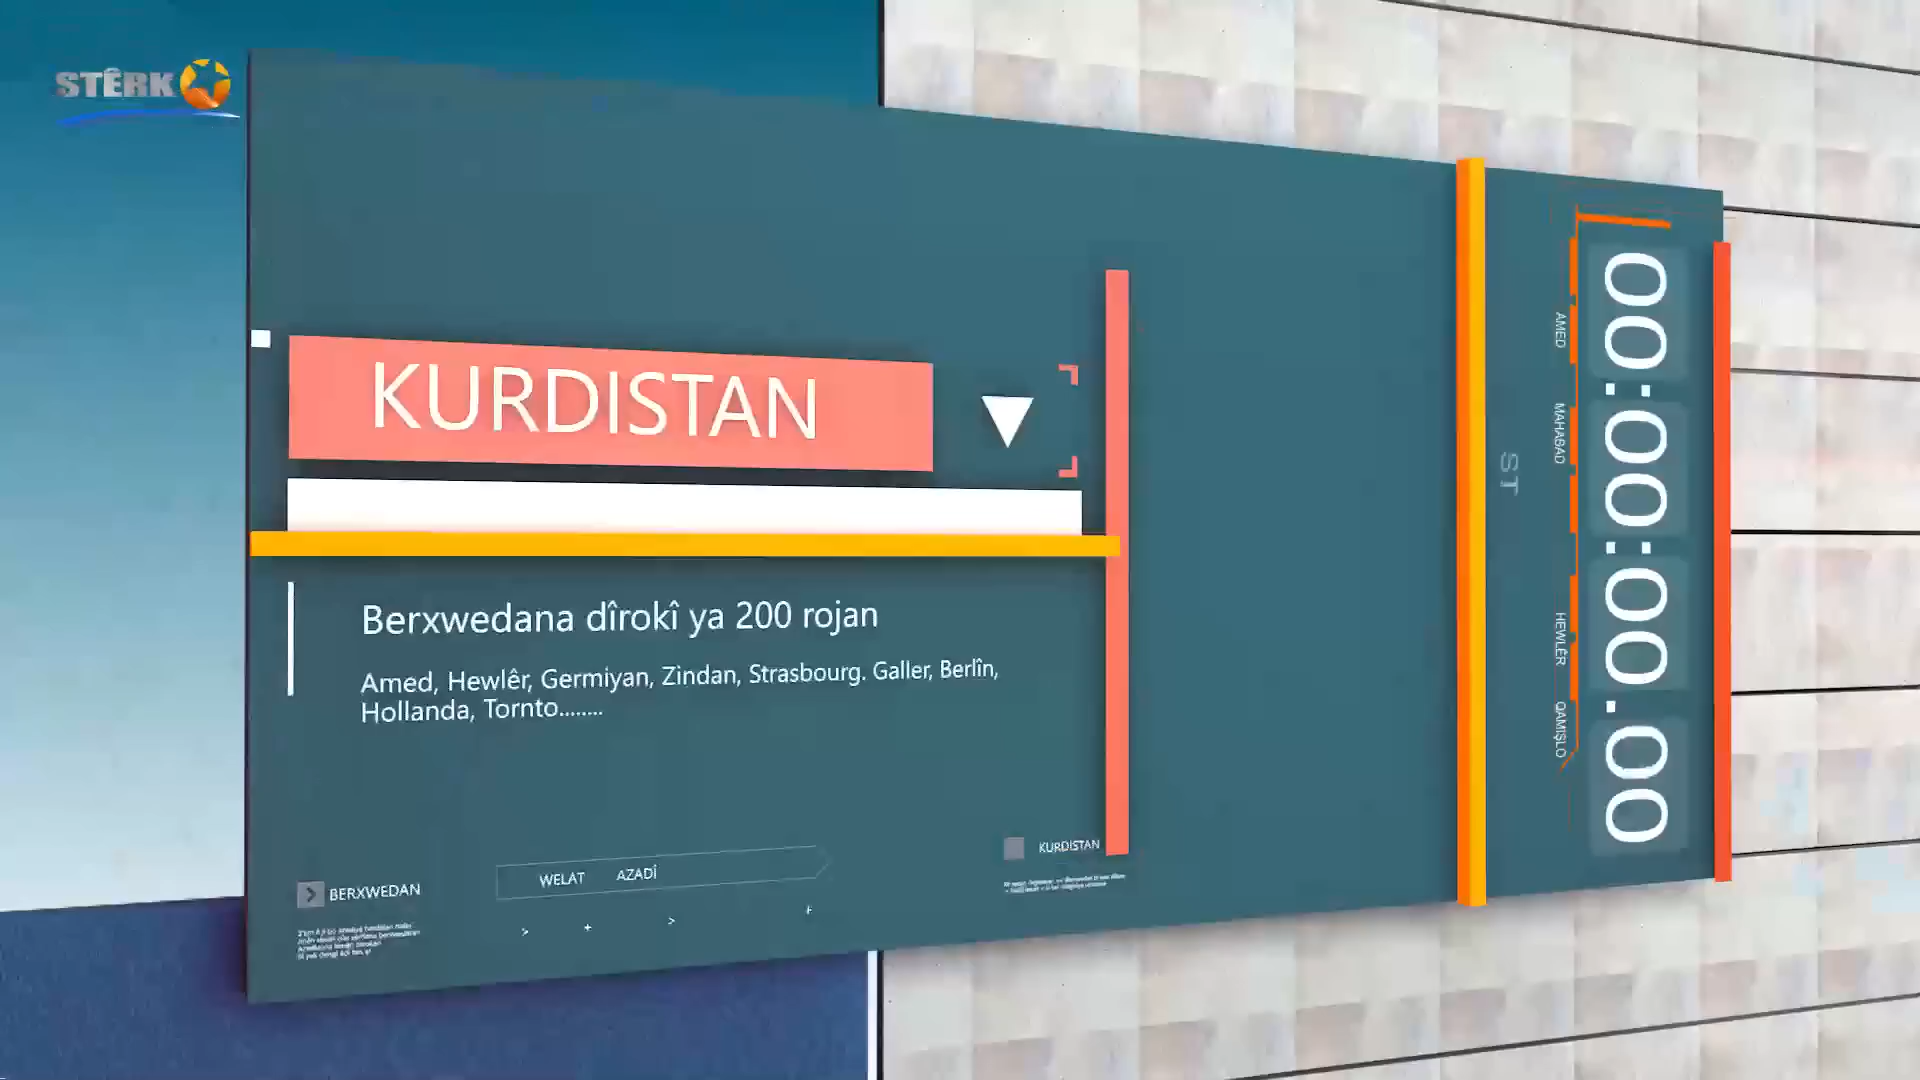 STÊRK
KURDISTAN
Berxwedana dîrokî ya 200 rojan
Amed, Hewlêr, Germiyan, Zindan, Strasbourg. Galler, Berlîn,
Hollanda, Tornto........
BERXWEDAN
WELAT AZADÎ
> + > +
KURDISTAN
ST
AMED
MAHABAD
HEWLÊR
QAMIŞLO
00:00:00.00